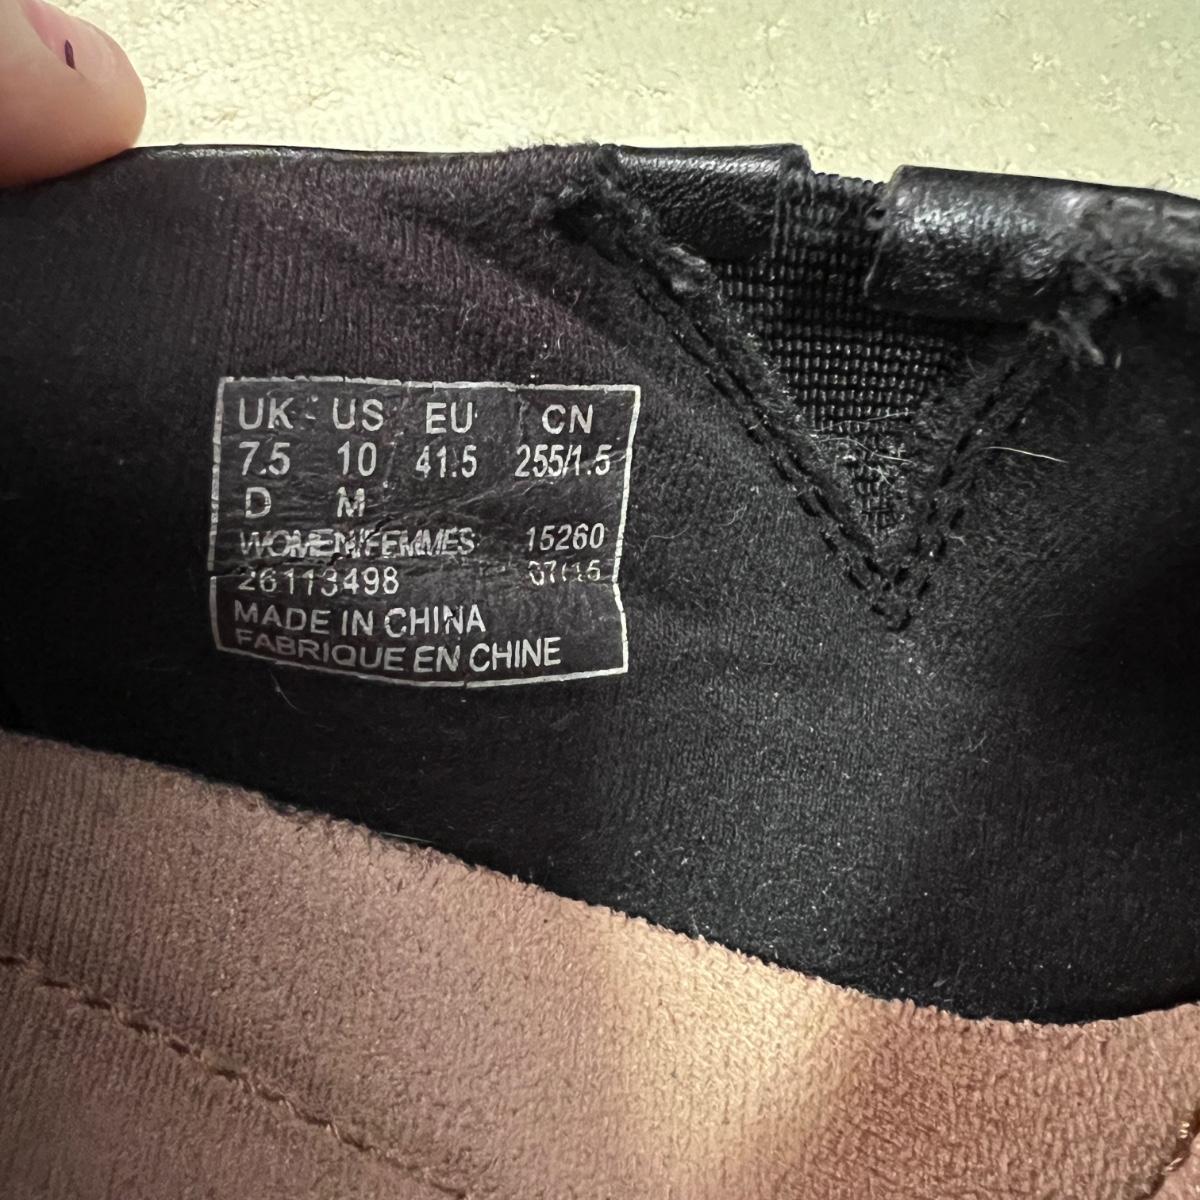 UK US EU CN
7.5 10 41.5 255/1.5
D M
WOMEN/FEMMES 15260
26113498 07/15
MADE IN CHINA
FABRIQUE EN CHINE